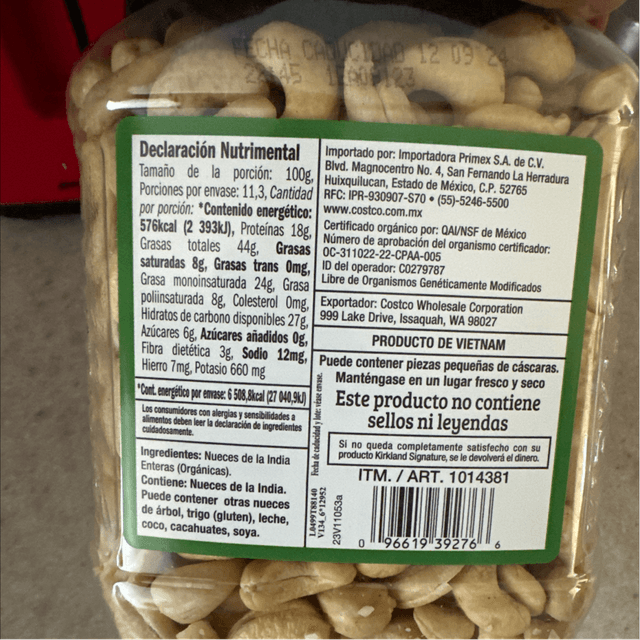 FECHA CADUCIDAD 12 09 24
Declaración Nutrimental
Tamaño de la porción: 100g,
Porciones por envase: 11,3, Cantidad
por porción: *Contenido energético:
576kcal (2 393kJ), Proteínas 18g,
Grasas totales 44g, Grasas
saturadas 8g, Grasas trans 0mg,
Grasa monoinsaturada 24g, Grasa
poliinsaturada 8g, Colesterol 0mg,
Hidratos de carbono disponibles 27g,
Azúcares 6g, Azúcares añadidos 0g,
Fibra dietética 3g, Sodio 12mg,
Hierro 7mg, Potasio 660 mg
*Cont. energético por envase: 6 508,8kcal (27 040,9kJ)
Los consumidores con alergias y sensibilidades a
alimentos deben leer la declaración de ingredientes
cuidadosamente.
Ingredientes: Nueces de la India
Enteras (Orgánicas).
Contiene: Nueces de la India.
Puede contener otras nueces
de árbol, trigo (gluten), leche,
coco, cacahuates, soya.
Importado por: Importadora Primex S.A. de C.V.
Blvd. Magnocentro No. 4, San Fernando La Herradura
Huixquilucan, Estado de México, C.P. 52765
RFC: IPR-930907-S70 • (55)-5246-5500
www.costco.com.mx
Certificado orgánico por: QAI/NSF de México
Número de aprobación del organismo certificador:
OC-311022-22-CPAA-005
ID del operador: C0279787
Libre de Organismos Genéticamente Modificados
Exportador: Costco Wholesale Corporation
999 Lake Drive, Issaquah, WA 98027
PRODUCTO DE VIETNAM
Puede contener piezas pequeñas de cáscaras.
Manténgase en un lugar fresco y seco
Este producto no contiene
sellos ni leyendas
Si no queda completamente satisfecho con su
producto Kirkland Signature, se le devolverá el dinero.
ITM. / ART. 1014381
Fecha de caducidad y lote: véase envase.
L0499T88140
V134_6*12952
23V11053a
0 96619 39276 6